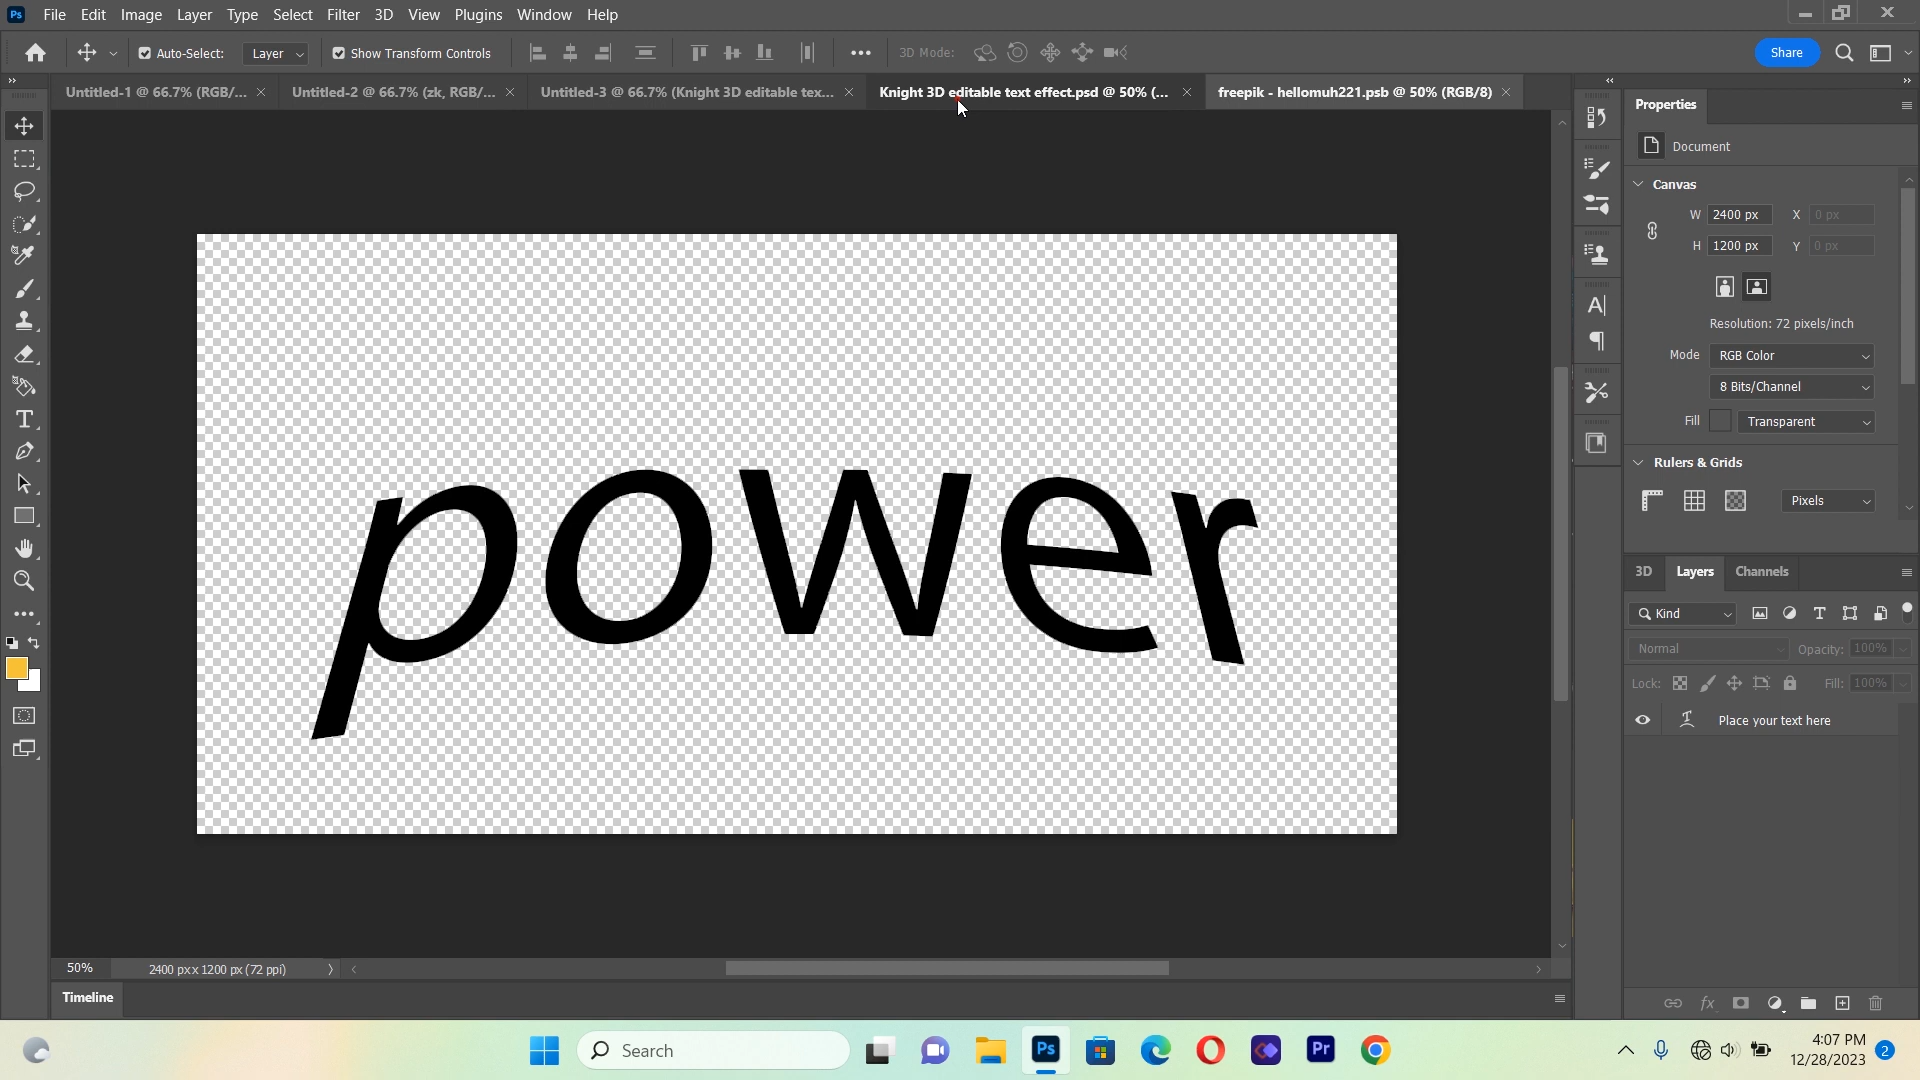 Ps File Edit Image Layer Type Select Filter 3D View Plugins Window Help
Auto-Select: Layer Show Transform Controls 3D Mode: Share
Untitled-1 @ 66.7% (RGB/... Untitled-2 @ 66.7% (zk, RGB/... Untitled-3 @ 66.7% (Knight 3D editable tex... Knight 3D editable text effect.psd @ 50% (... freepik - hellomuh221.psb @ 50% (RGB/8)
Properties
Document
Canvas
W 2400 px X 0 px
H 1200 px Y 0 px
Resolution: 72 pixels/inch
Mode RGB Color
8 Bits/Channel
Fill Transparent
Rulers & Grids
Pixels
power
3D Layers Channels
Kind
Normal Opacity: 100%
Lock: Fill: 100%
Place your text here
50% 2400 px x 1200 px (72 ppi)
Timeline
fx
Search Ps Pr
4:07 PM
12/28/2023 2